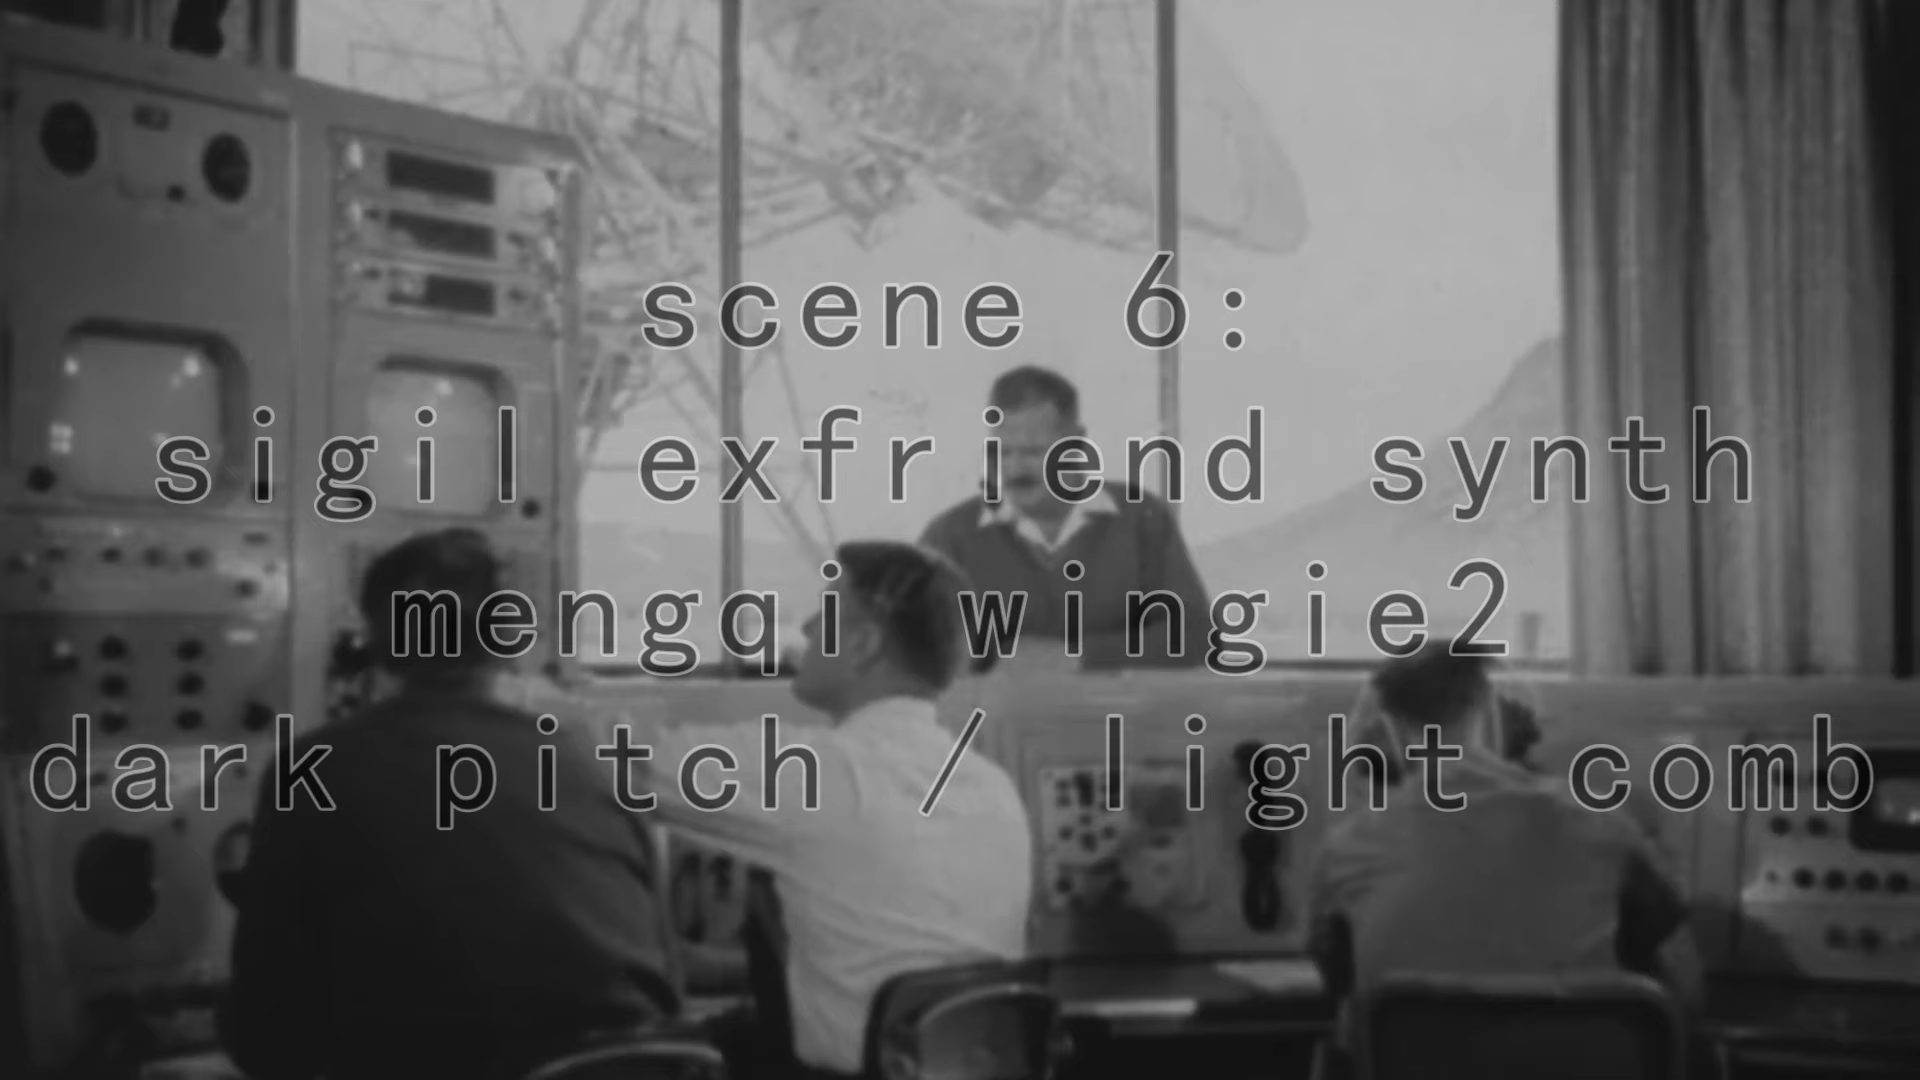 scene 6:
sigil exfriend synth
mengqi wingie2
dark pitch / light comb